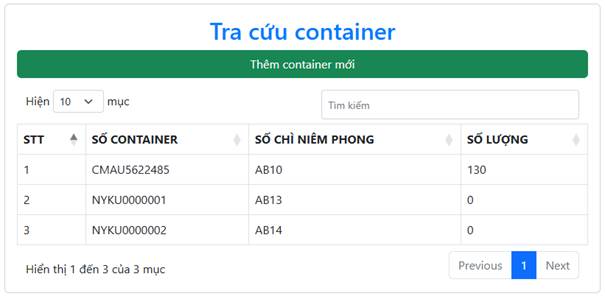 Tra cứu container
Thêm container mới
Hiện 10 mục Tìm kiếm
STT SỐ CONTAINER SỐ CHÌ NIÊM PHONG SỐ LƯỢNG
1 CMAU5622485 AB10 130
2 NYKU0000001 AB13 0
3 NYKU0000002 AB14 0
Hiển thị 1 đến 3 của 3 mục Previous 1 Next